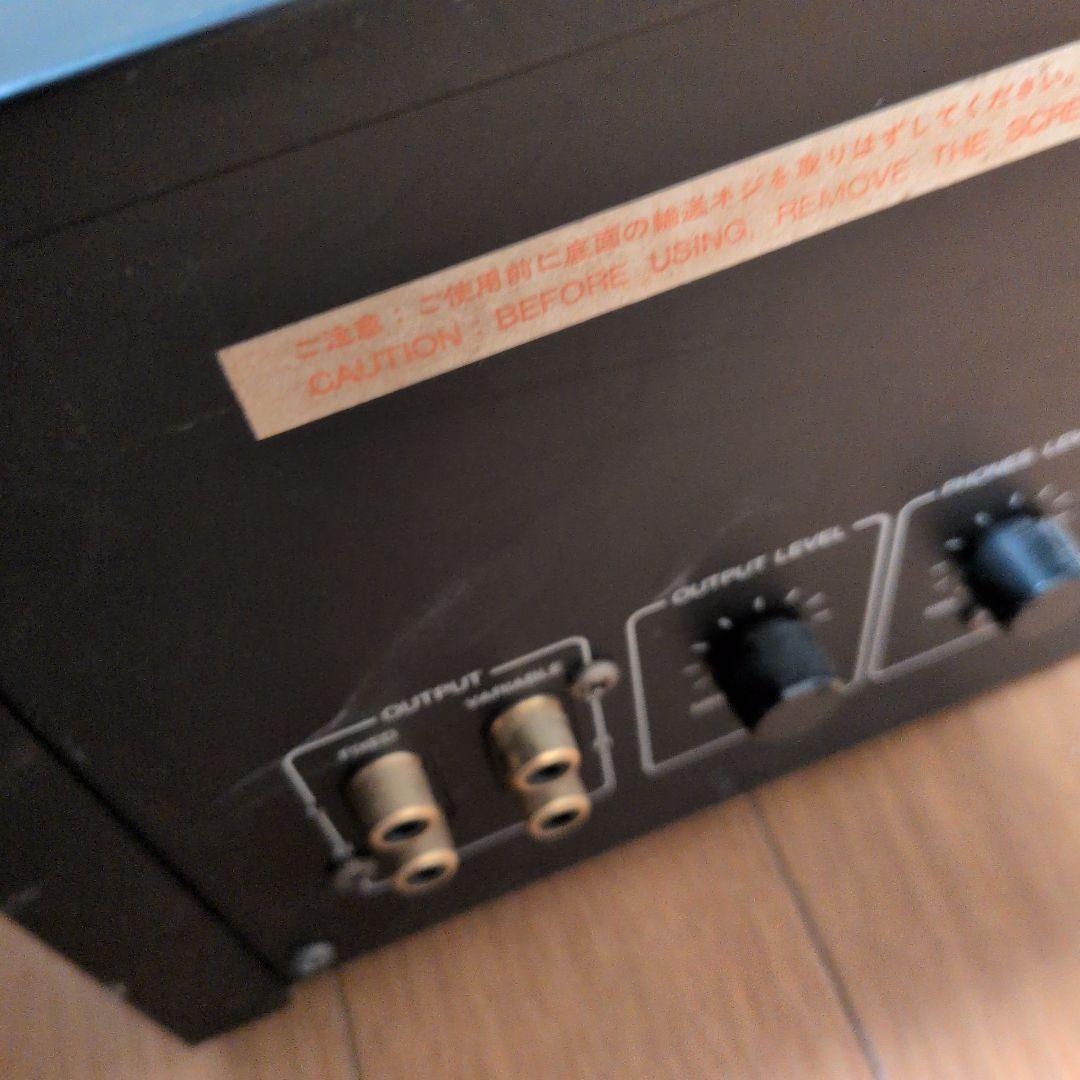 ご注意：ご使用前に底面の輸送ネジを取りはずしてください。
CAUTION : BEFORE USING, REMOVE THE SCRE
OUTPUT
FIXED VARIABLE
OUTPUT LEVEL
PHONES